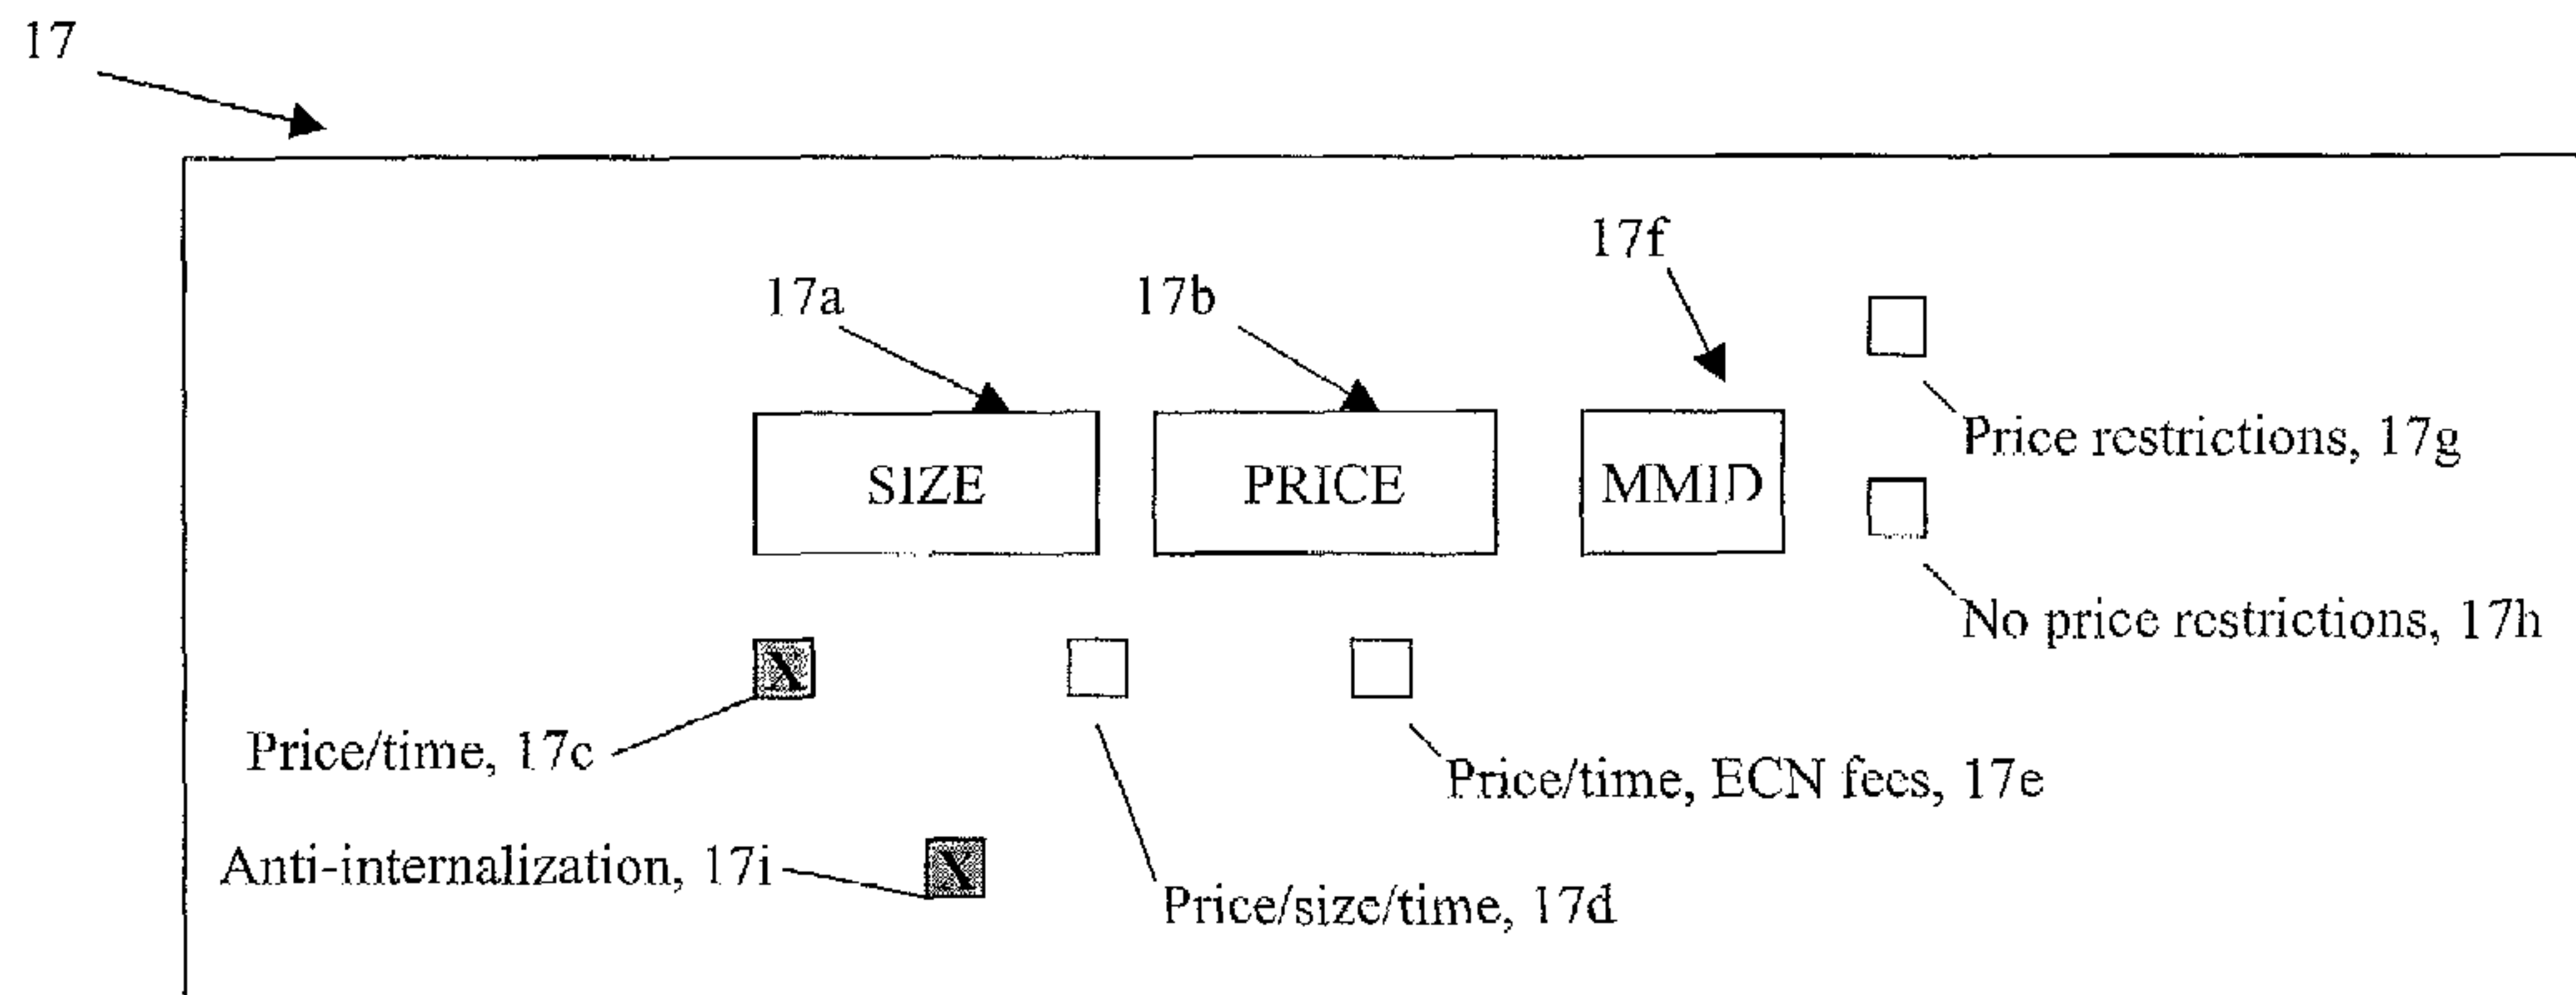 17
17f
17a
17b
Price restrictions, 17g
SIZE
PRICE
MMID
No price restrictions, 17h
X
Price/time, 17c
Price/time, ECN fees, 17e
Anti-internalization, 17i
X
Price/size/time, 17d